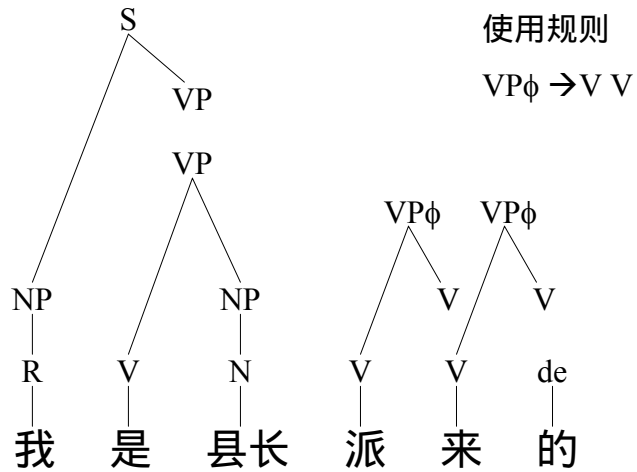 S
使用规则
VP
VPϕ→V V
VP
VPϕ VPϕ
NP NP V V
R V N V V de
我 是 县长 派 来 的